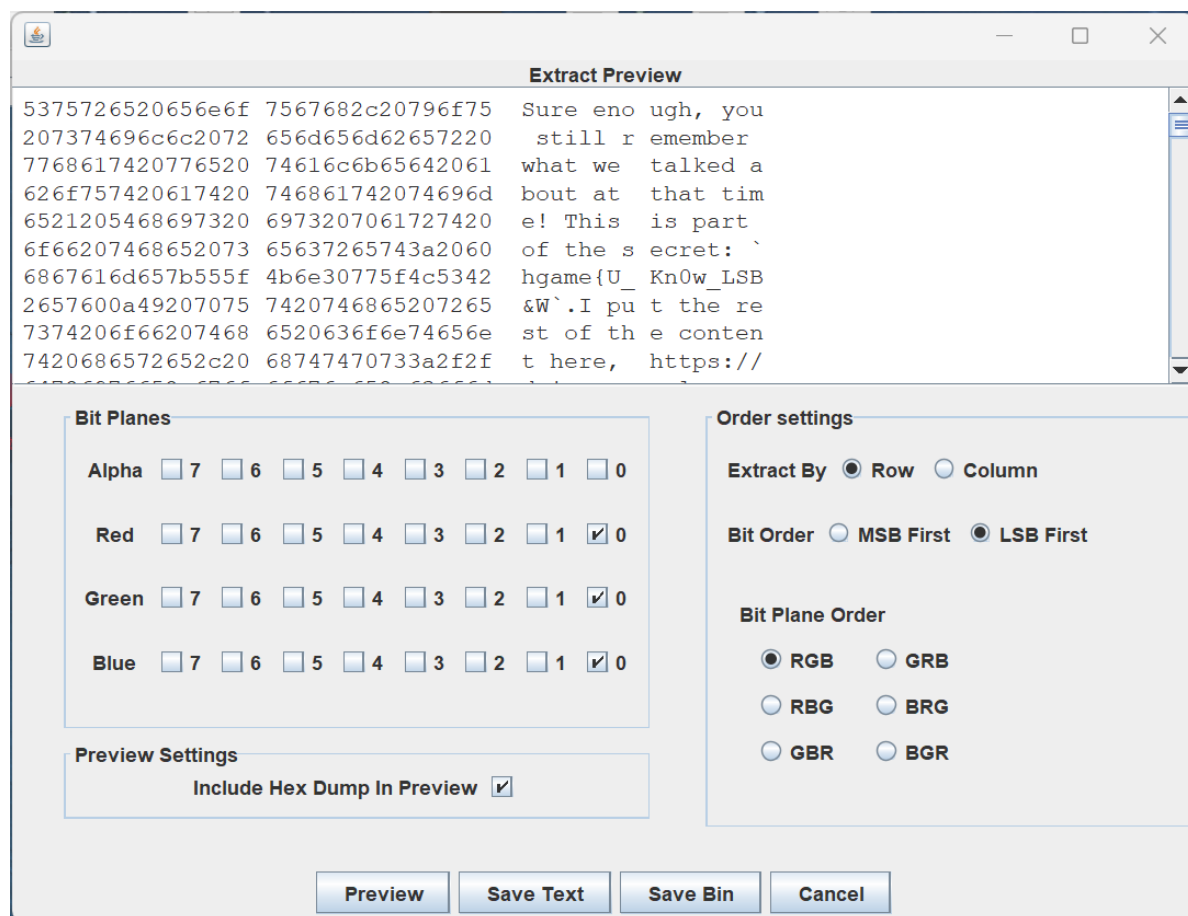 Extract Preview
5375726520656e6f 7567682c20796f75 Sure eno ugh, you
207374696c6c2072 656d656d62657220 still r emember
7768617420776520 74616c6b65642061 what we talked a
626f757420617420 746861742074696d bout at that tim
6521205468697320 6973207061727420 e! This is part
6f66207468652073 65637265743a2060 of the s ecret: `
6867616d657b555f 4b6e30775f4c5342 hgame{U_ Kn0w_LSB
2657600a49207075 7420746865207265 &W`.I pu t the re
7374206f66207468 6520636f6e74656e st of th e conten
7420686572652c20 68747470733a2f2f t here, https://
Bit Planes
Alpha 7 6 5 4 3 2 1 0
Red 7 6 5 4 3 2 1 0
Green 7 6 5 4 3 2 1 0
Blue 7 6 5 4 3 2 1 0
Preview Settings
Include Hex Dump In Preview
Order settings
Extract By Row Column
Bit Order MSB First LSB First
Bit Plane Order
RGB GRB
RBG BRG
GBR BGR
Preview Save Text Save Bin Cancel